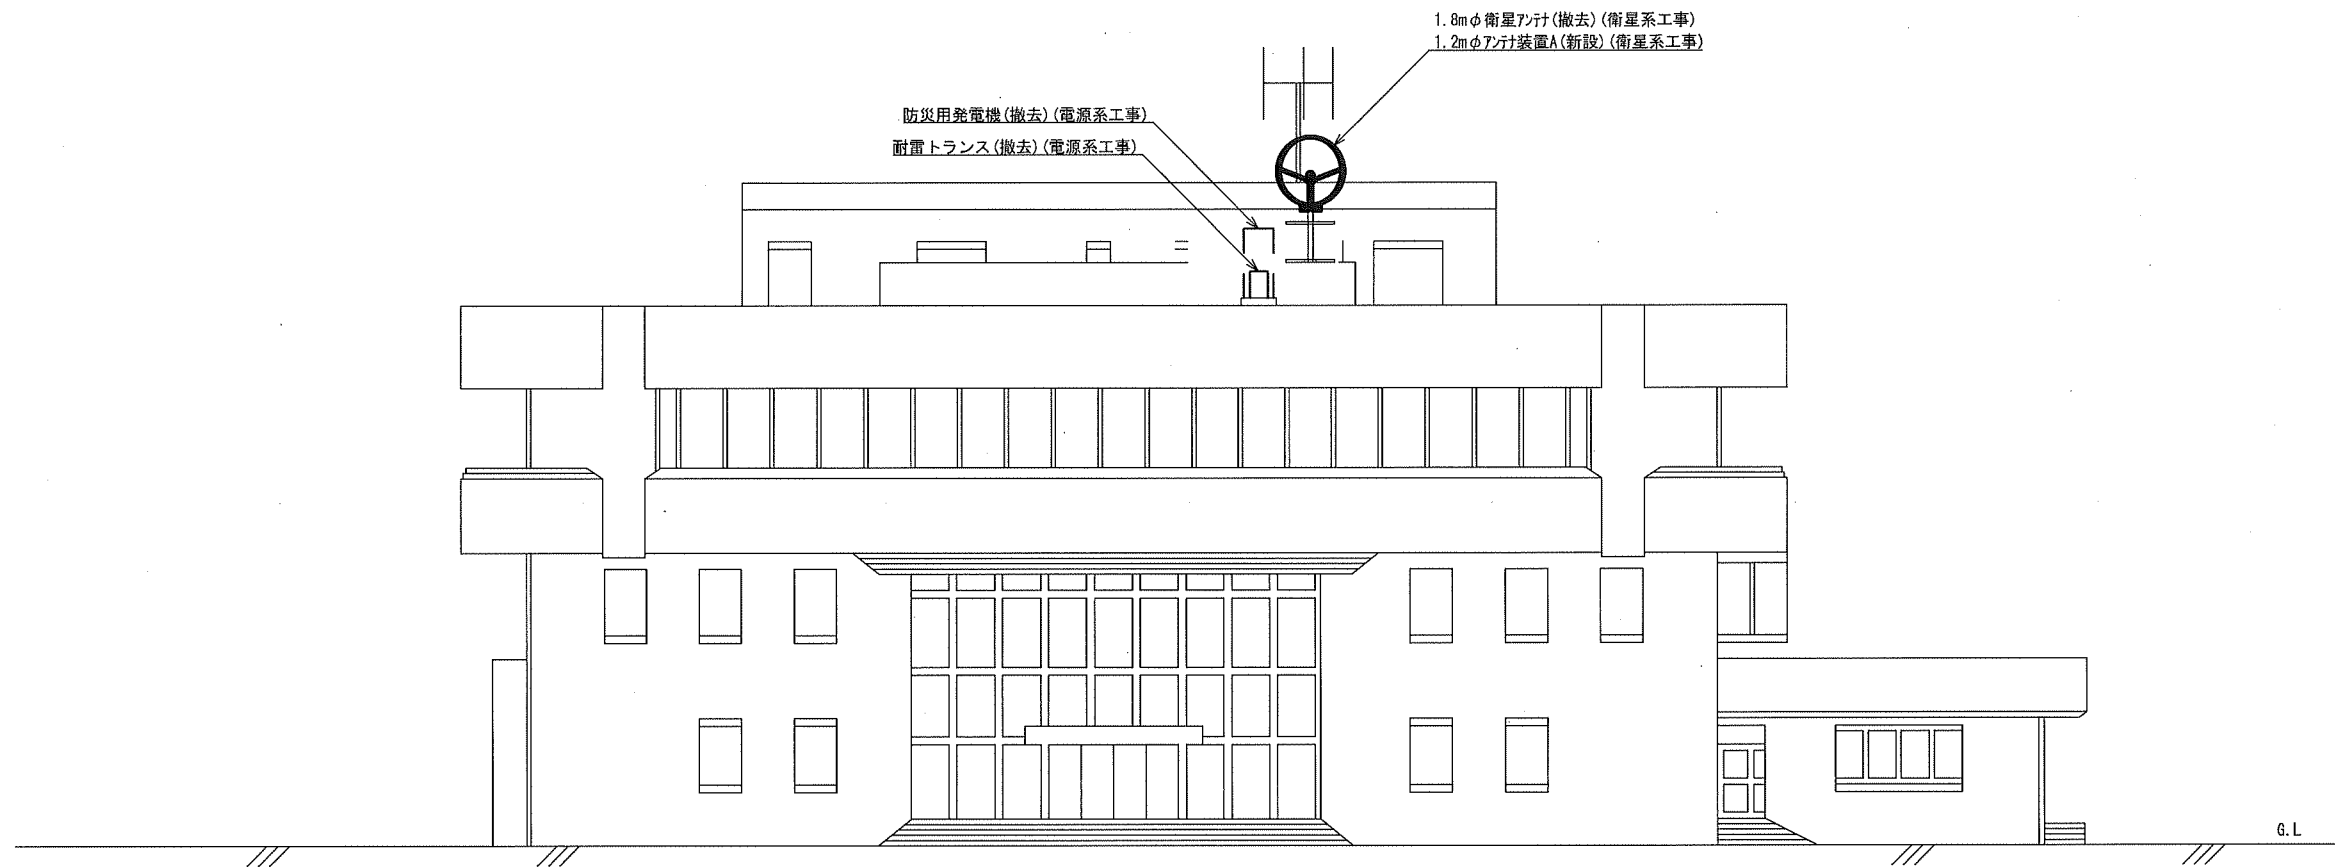 1.8mφ衛星ｱﾝﾃﾅ(撤去)(衛星系工事)
1.2mφｱﾝﾃﾅ装置A(新設)(衛星系工事)
防災用発電機(撤去)(電源系工事)
耐雷トランス(撤去)(電源系工事)
G.L